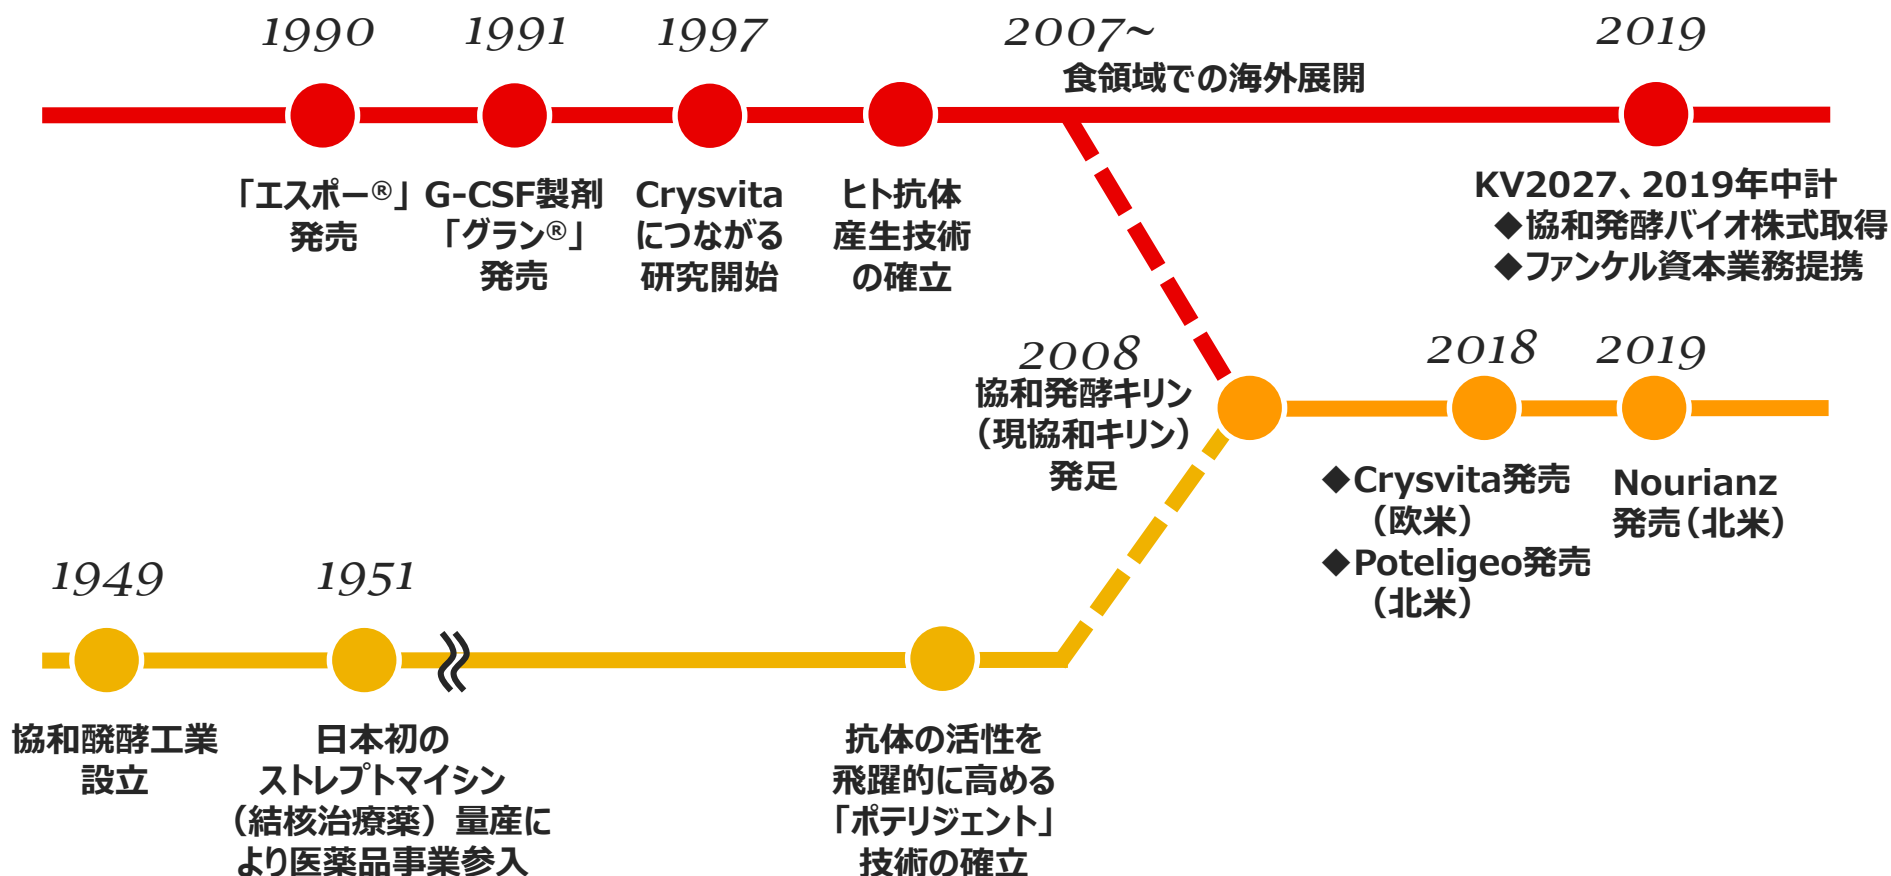 1990
「エスポー®」
発売
1991
G-CSF製剤
「グラン®」
発売
1997
Crysvita
につながる
研究開始
ヒト抗体
産生技術
の確立
2007~
食領域での海外展開
2019
KV2027、2019年中計
◆協和発酵バイオ株式取得
◆ファンケル資本業務提携
2008
協和発酵キリン
（現協和キリン）
発足
2018
◆Crysvita発売
（欧米）
◆Poteligeo発売
（北米）
2019
Nourianz
発売（北米）
1949
協和醗酵工業
設立
1951
日本初の
ストレプトマイシン
（結核治療薬）量産に
より医薬品事業参入
抗体の活性を
飛躍的に高める
「ポテリジェント」
技術の確立